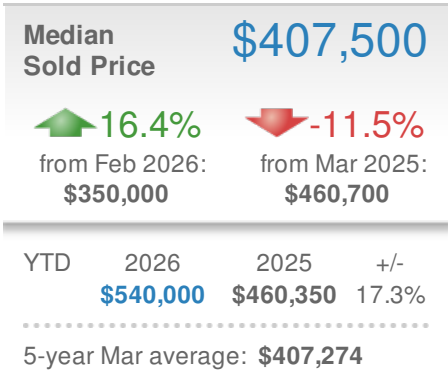 Median
Sold Price
$407,500
16.4%
from Feb 2026:
$350,000
-11.5%
from Mar 2025:
$460,700
YTD 2026 2025 +/-
$540,000 $460,350 17.3%
5-year Mar average: $407,274